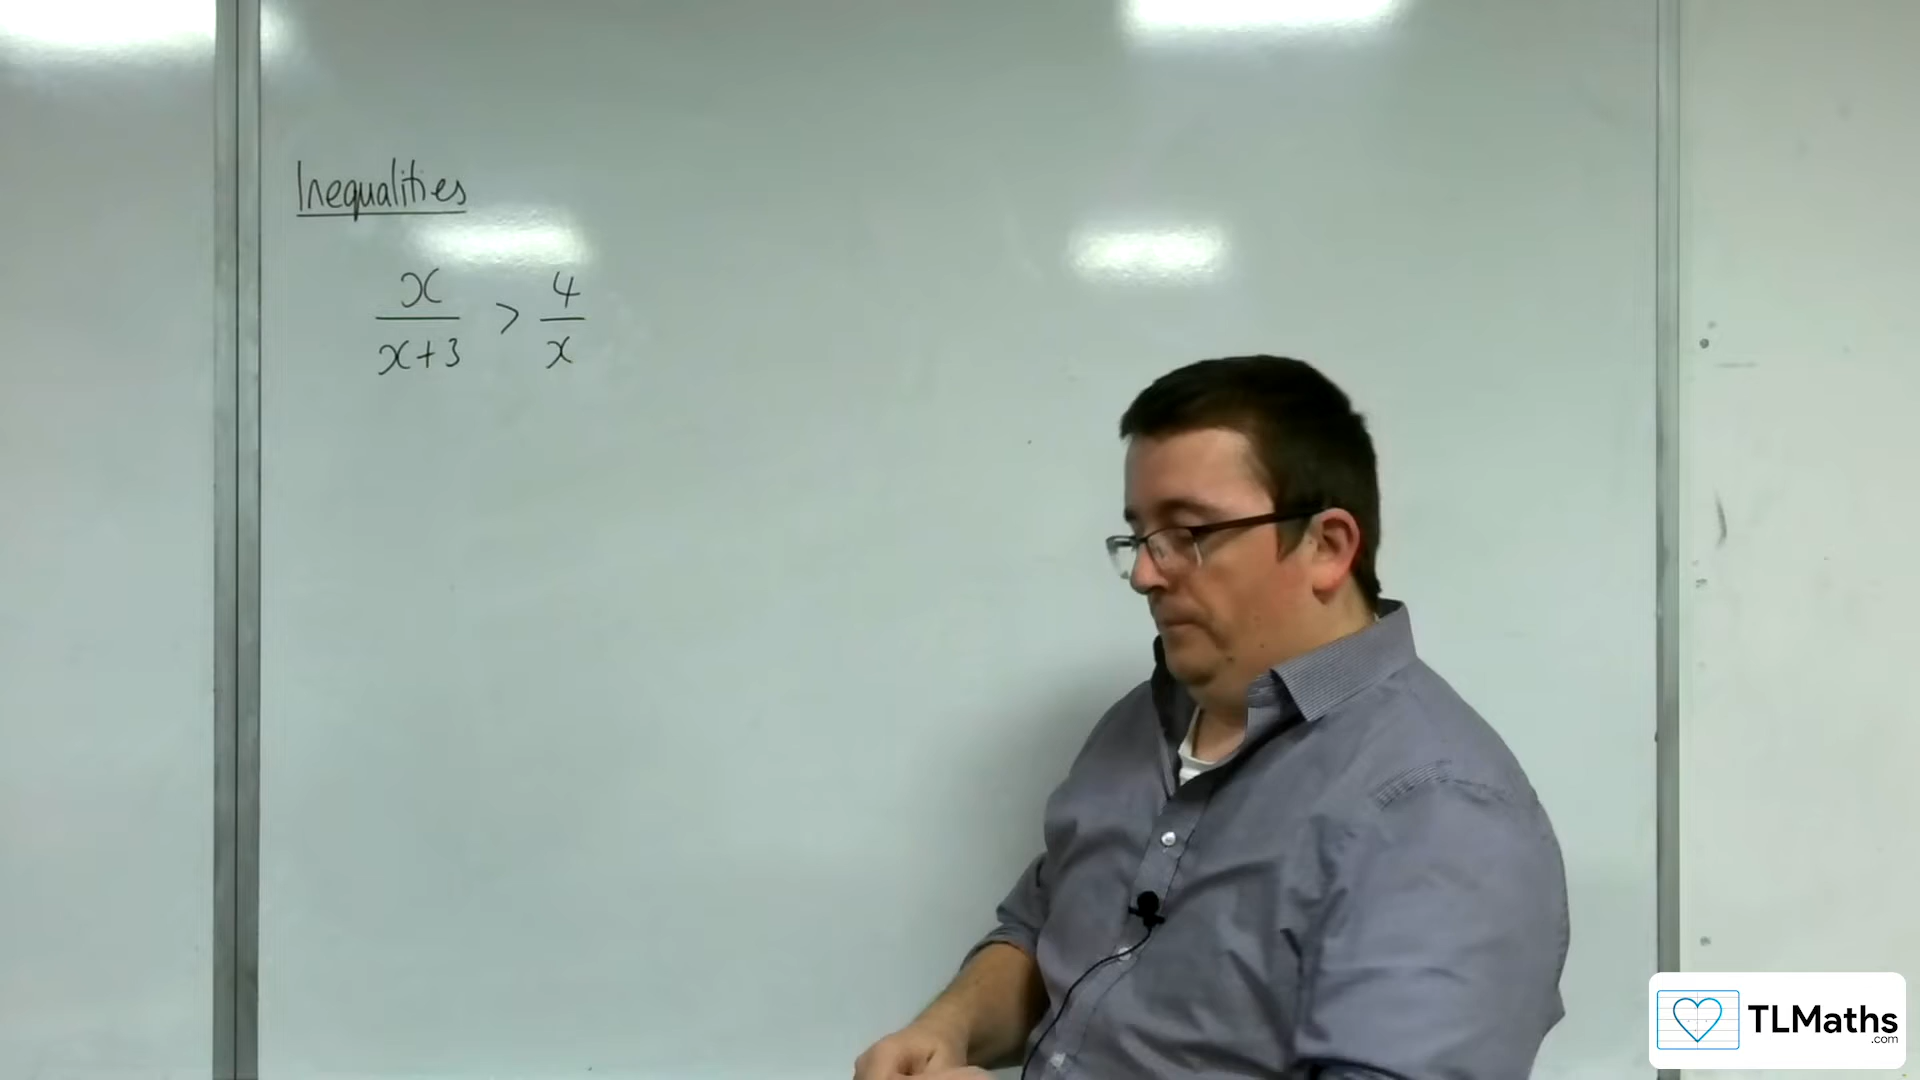 Inequalities
x/(x+3) > 4/x
TLMaths
.com